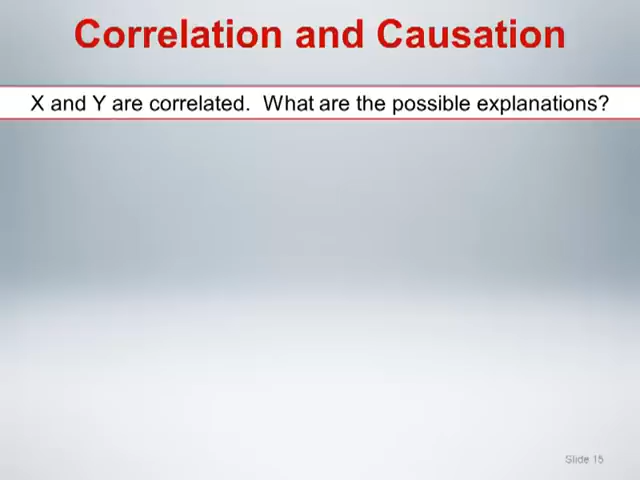 Correlation and Causation
X and Y are correlated.  What are the possible explanations?
Slide 15